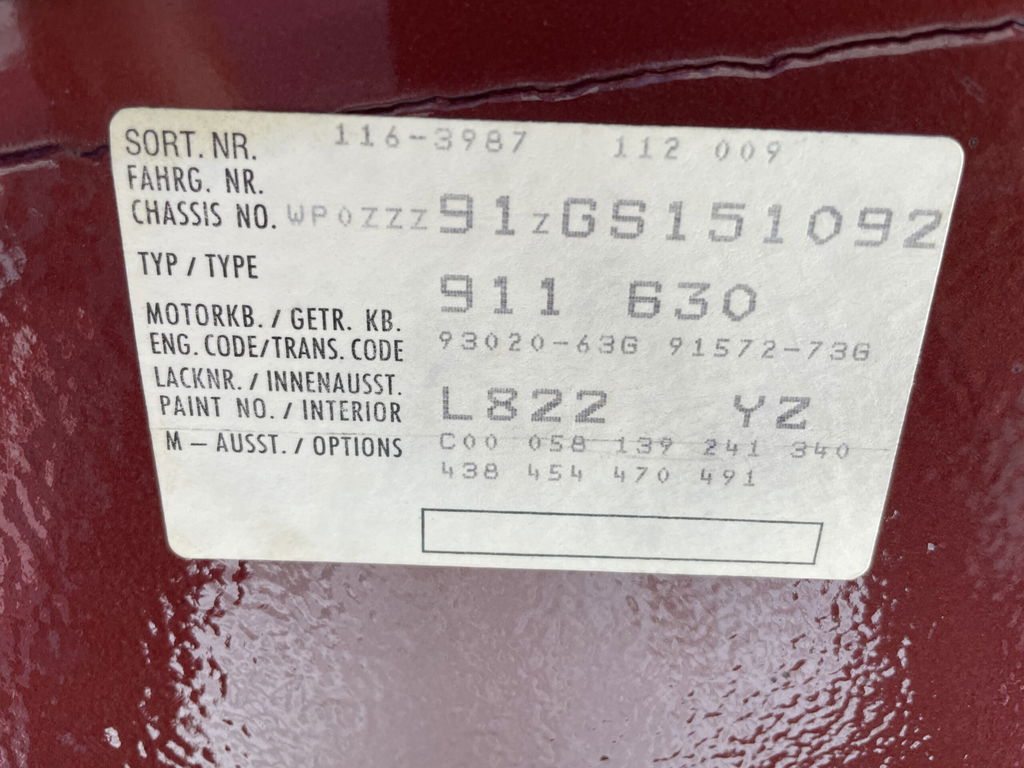 SORT. NR. 116-3987 112 009
FAHRG. NR.
CHASSIS NO. WP0ZZZ91ZGS151092
TYP / TYPE 911 630
MOTORKB. / GETR. KB.
ENG. CODE/TRANS. CODE 93020-63G 91572-73G
LACKNR. / INNENAUSST.
PAINT NO. / INTERIOR L822 YZ
M – AUSST. / OPTIONS C00 058 139 241 340
438 454 470 491